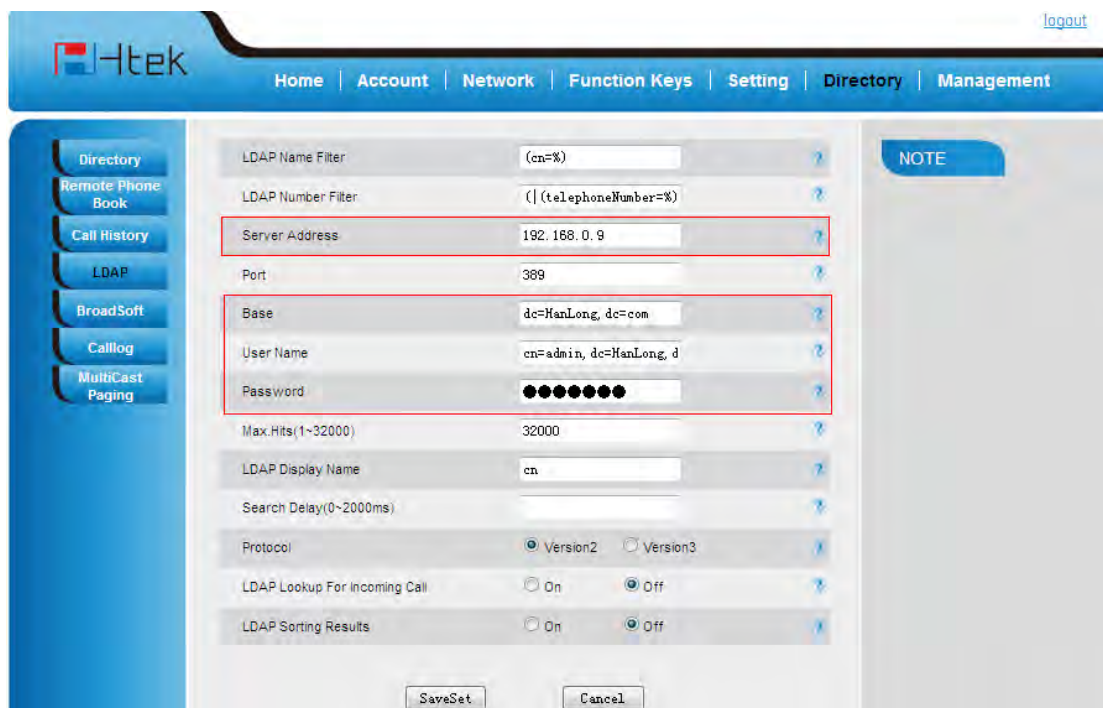 logout
Htek
Home | Account | Network | Function Keys | Setting | Directory | Management
Directory
Remote Phone
Book
Call History
LDAP
BroadSoft
Calllog
MultiCast
Paging
LDAP Name Filter (cn=%) ?
LDAP Number Filter (|(telephoneNumber=%) ?
Server Address 192.168.0.9 ?
Port 389 ?
Base dc=HanLong,dc=com ?
User Name cn=admin,dc=HanLong,d ?
Password ●●●●●●● ?
Max.Hits(1~32000) 32000 ?
LDAP Display Name cn ?
Search Delay(0~2000ms) ?
Protocol Version2 Version3 ?
LDAP Lookup For Incoming Call On Off ?
LDAP Sorting Results On Off ?
SaveSet Cancel
NOTE